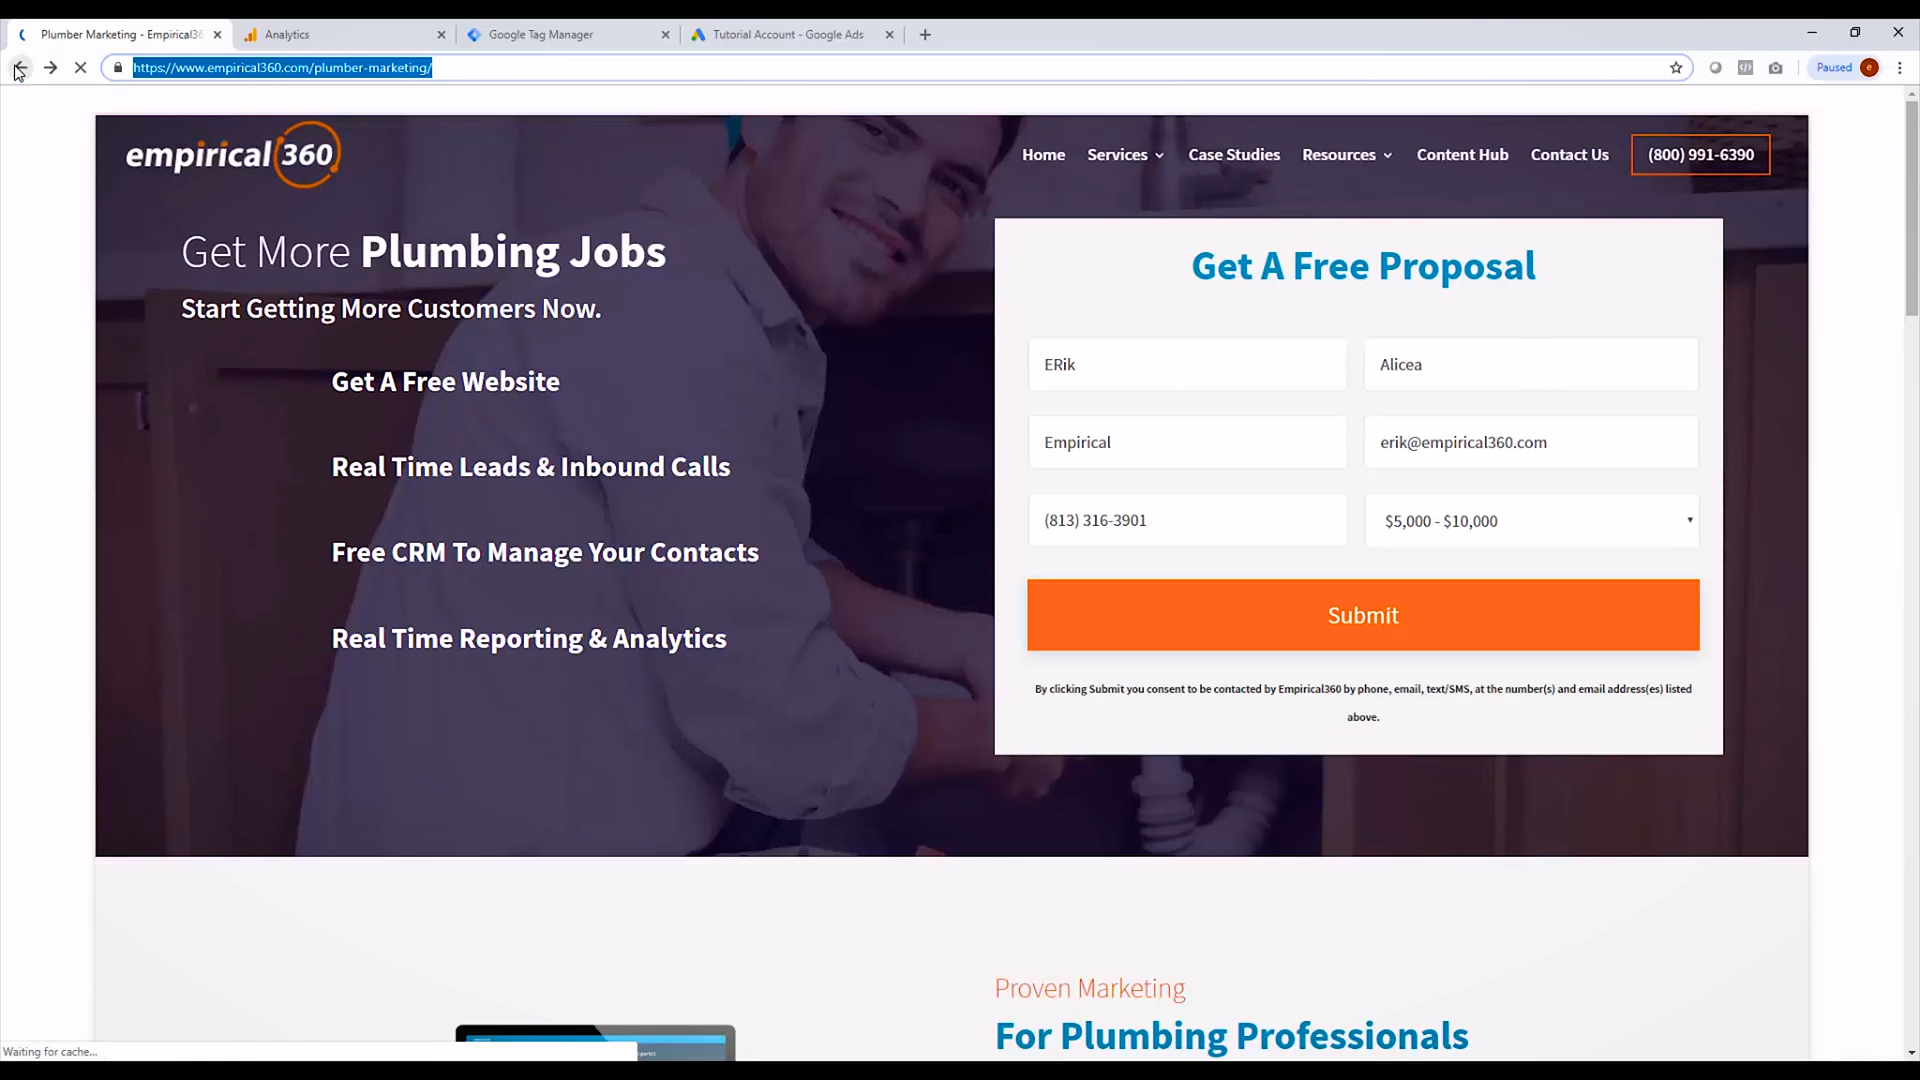 Plumber Marketing - Empirical36
Analytics
Google Tag Manager
Tutorial Account - Google Ads
https://www.empirical360.com/plumber-marketing/
Paused
e
empirical 360
Home
Services
Case Studies
Resources
Content Hub
Contact Us
(800) 991-6390
Get More Plumbing Jobs
Start Getting More Customers Now.
Get A Free Website
Real Time Leads & Inbound Calls
Free CRM To Manage Your Contacts
Real Time Reporting & Analytics
Get A Free Proposal
ERik
Alicea
Empirical
erik@empirical360.com
(813) 316-3901
$5,000 - $10,000
Submit
By clicking Submit you consent to be contacted by Empirical360 by phone, email, text/SMS, at the number(s) and email address(es) listed
above.
Proven Marketing
For Plumbing Professionals
Waiting for cache...